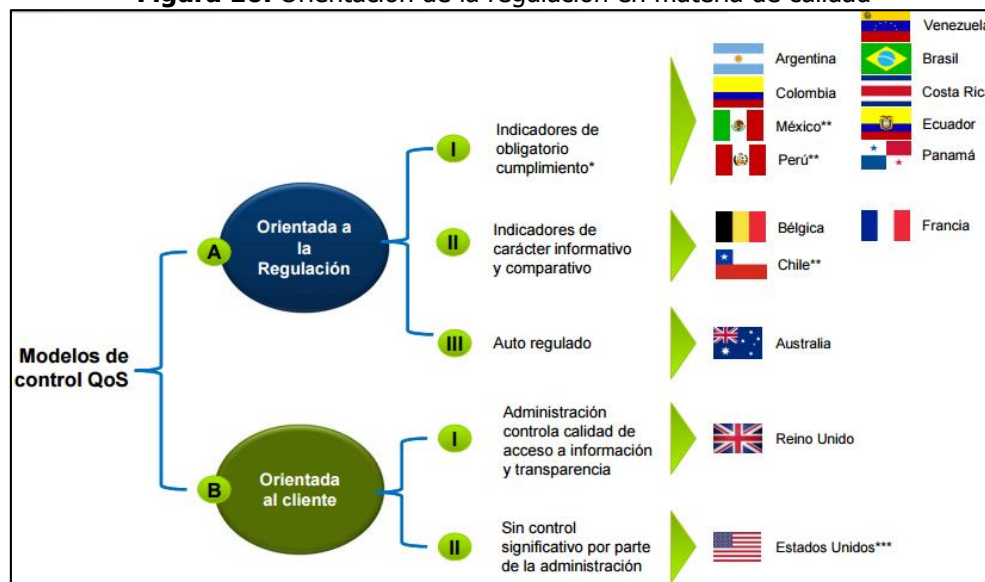 Orientación de la regulación en materia de calidad
Modelos de
control QoS
A
Orientada a
la
Regulación
I
Indicadores de
obligatorio
cumplimiento*
Argentina
Colombia
México**
Perú**
Venezuela
Brasil
Costa Rica
Ecuador
Panamá
II
Indicadores de
carácter informativo
y comparativo
Bélgica
Chile**
Francia
III
Auto regulado
Australia
B
Orientada
al cliente
I
Administración
controla calidad de
acceso a información
y transparencia
Reino Unido
II
Sin control
significativo por parte
de la administración
Estados Unidos***